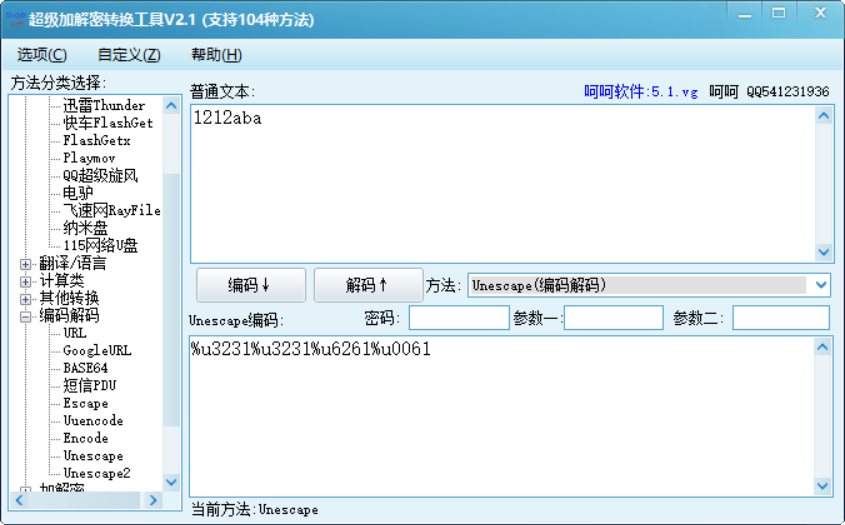 超级加解密转换工具V2.1 (支持104种方法)
选项(C) 自定义(Z) 帮助(H)
方法分类选择:
迅雷Thunder
快车FlashGet
FlashGetx
Playmov
QQ超级旋风
电驴
飞速网RayFile
纳米盘
115网络U盘
翻译/语言
计算类
其他转换
编码解码
URL
GoogleURL
BASE64
短信PDU
Escape
Uuencode
Encode
Unescape
Unescape2
加解密
普通文本: 呵呵软件:5.1.vg 呵呵 QQ541231936
1212aba
编码↓ 解码↑ 方法: Unescape(编码解码)
Unescape编码: 密码: 参数一: 参数二:
%u3231%u3231%u6261%u0061
当前方法:Unescape